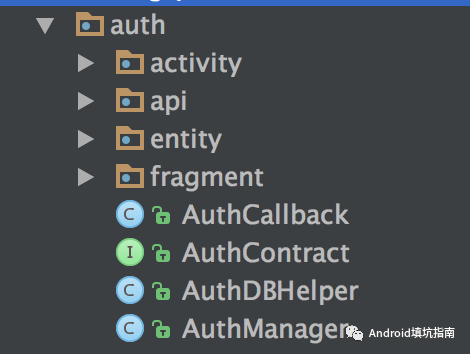 auth
activity
api
entity
fragment
C AuthCallback
I AuthContract
C AuthDBHelper
C AuthManager
Android填坑指南